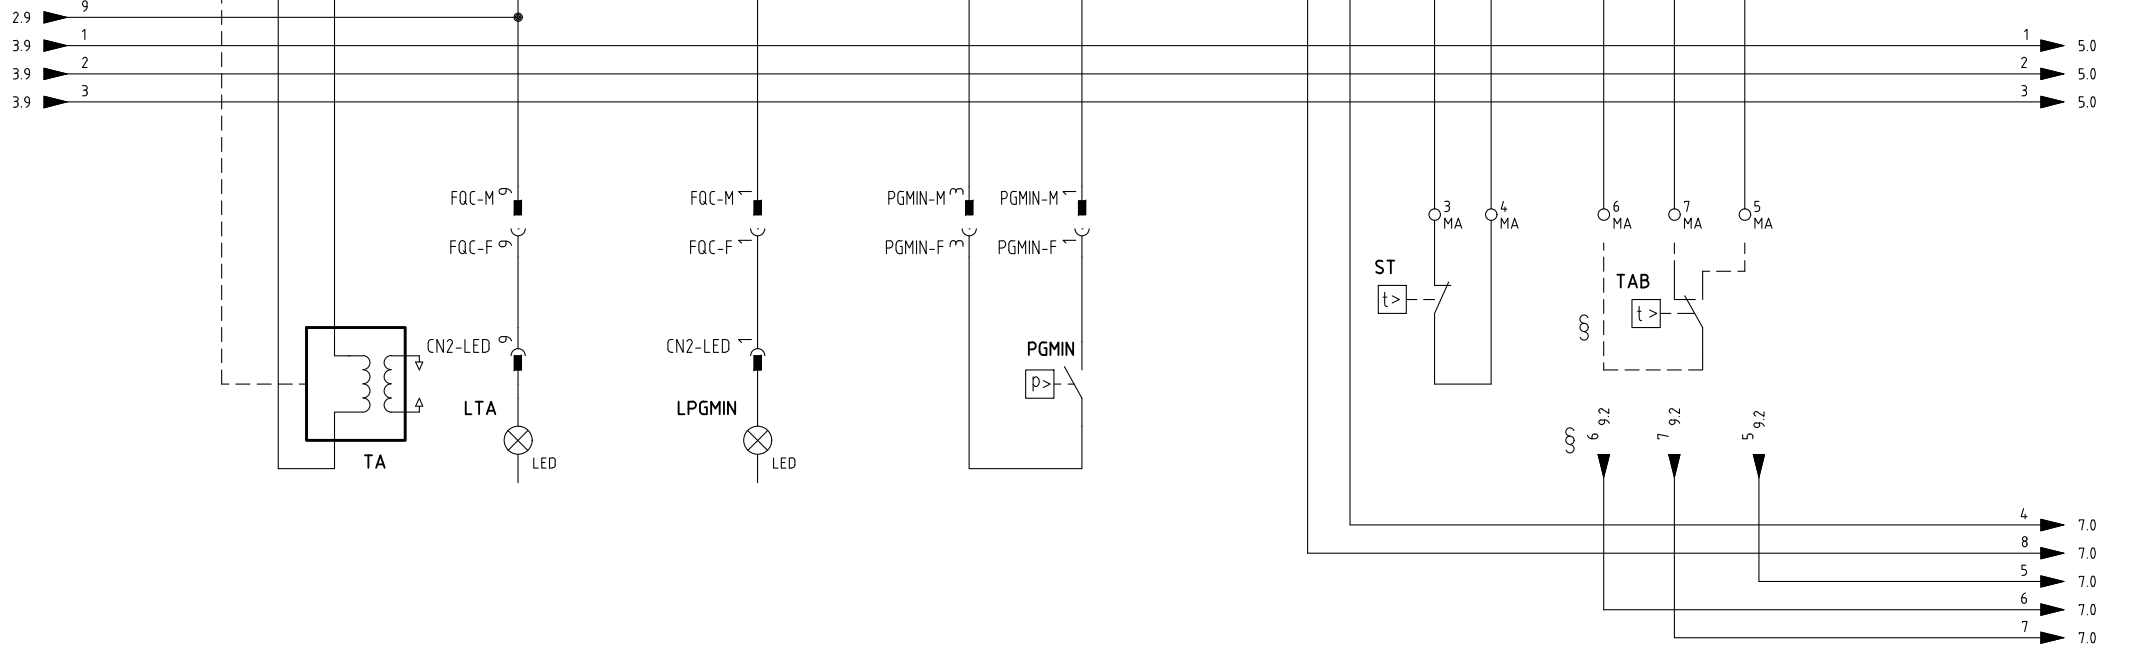 2.9 9
3.9 1 1 5.0
3.9 2 2 5.0
3.9 3 3 5.0
FQC-M 9 FQC-M 1 PGMIN-M 3 PGMIN-M 1
3 MA 4 MA 6 MA 7 MA 5 MA
FQC-F 9 FQC-F 1 PGMIN-F 3 PGMIN-F 1
ST
t>
TAB
t>
§
CN2-LED 9 CN2-LED 1
PGMIN
p>
LTA LPGMIN
LED LED
TA
§ 6 9.2 7 9.2 5 9.2
4 7.0
8 7.0
5 7.0
6 7.0
7 7.0